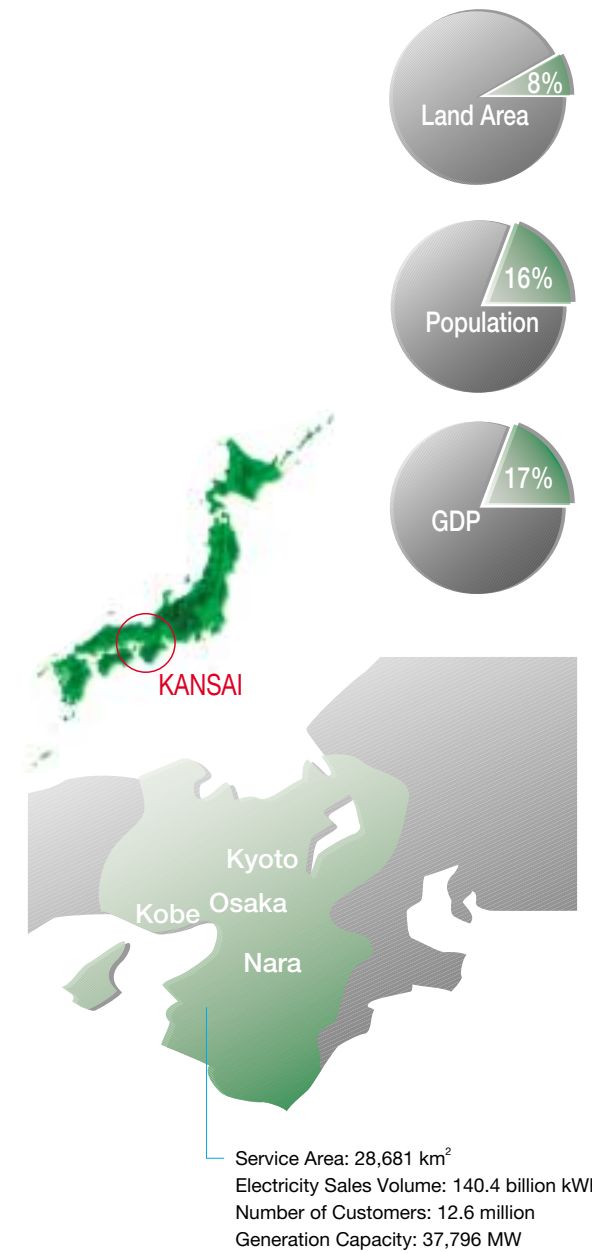 8%
Land Area
16%
Population
17%
GDP
KANSAI
Kyoto
Kobe Osaka
Nara
Service Area: 28,681 km²
Electricity Sales Volume: 140.4 billion kWh
Number of Customers: 12.6 million
Generation Capacity: 37,796 MW